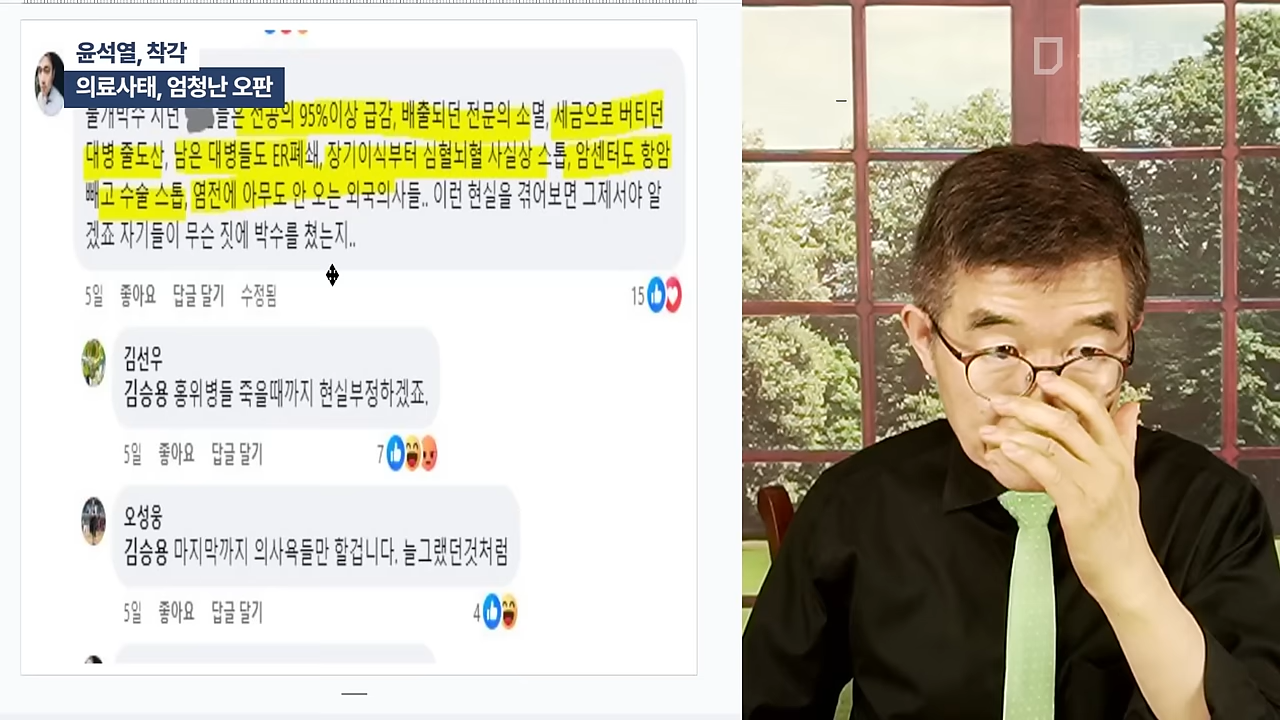 윤석열, 착각
의료사태, 엄청난 오판
들은 전공의 95%이상 급감, 배출되던 전문의 소멸, 세금으로 버티던
대병 줄도산, 남은 대병들도 ER폐쇄, 장기이식부터 심혈뇌혈 사실상 스톱, 암센터도 항암
빼고 수술 스톱, 염전에 아무도 안 오는 외국의사들.. 이런 현실을 겪어보면 그제서야 알
겠죠 자기들이 무슨 짓에 박수를 쳤는지..
5일 좋아요 답글 달기 수정됨 15
김선우
김승용 홍위병들 죽을때까지 현실부정하겠죠.
5일 좋아요 답글 달기 7
오성웅
김승용 마지막까지 의사욕들만 할겁니다. 늘그랬던것처럼
5일 좋아요 답글 달기 4